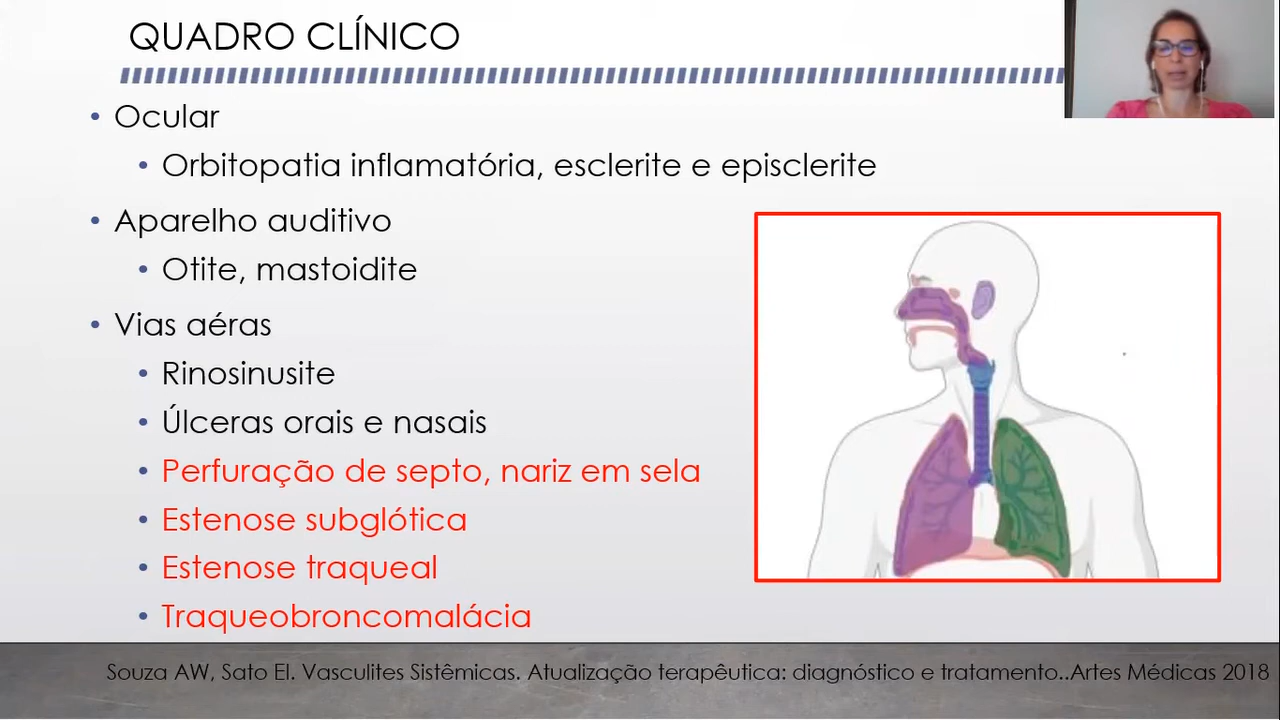 QUADRO CLÍNICO
• Ocular
• Orbitopatia inflamatória, esclerite e episclerite
• Aparelho auditivo
• Otite, mastoidite
• Vias aéras
• Rinosinusite
• Úlceras orais e nasais
• Perfuração de septo, nariz em sela
• Estenose subglótica
• Estenose traqueal
• Traqueobroncomalácia
Souza AW, Sato EI. Vasculites Sistêmicas. Atualização terapêutica: diagnóstico e tratamento..Artes Médicas 2018